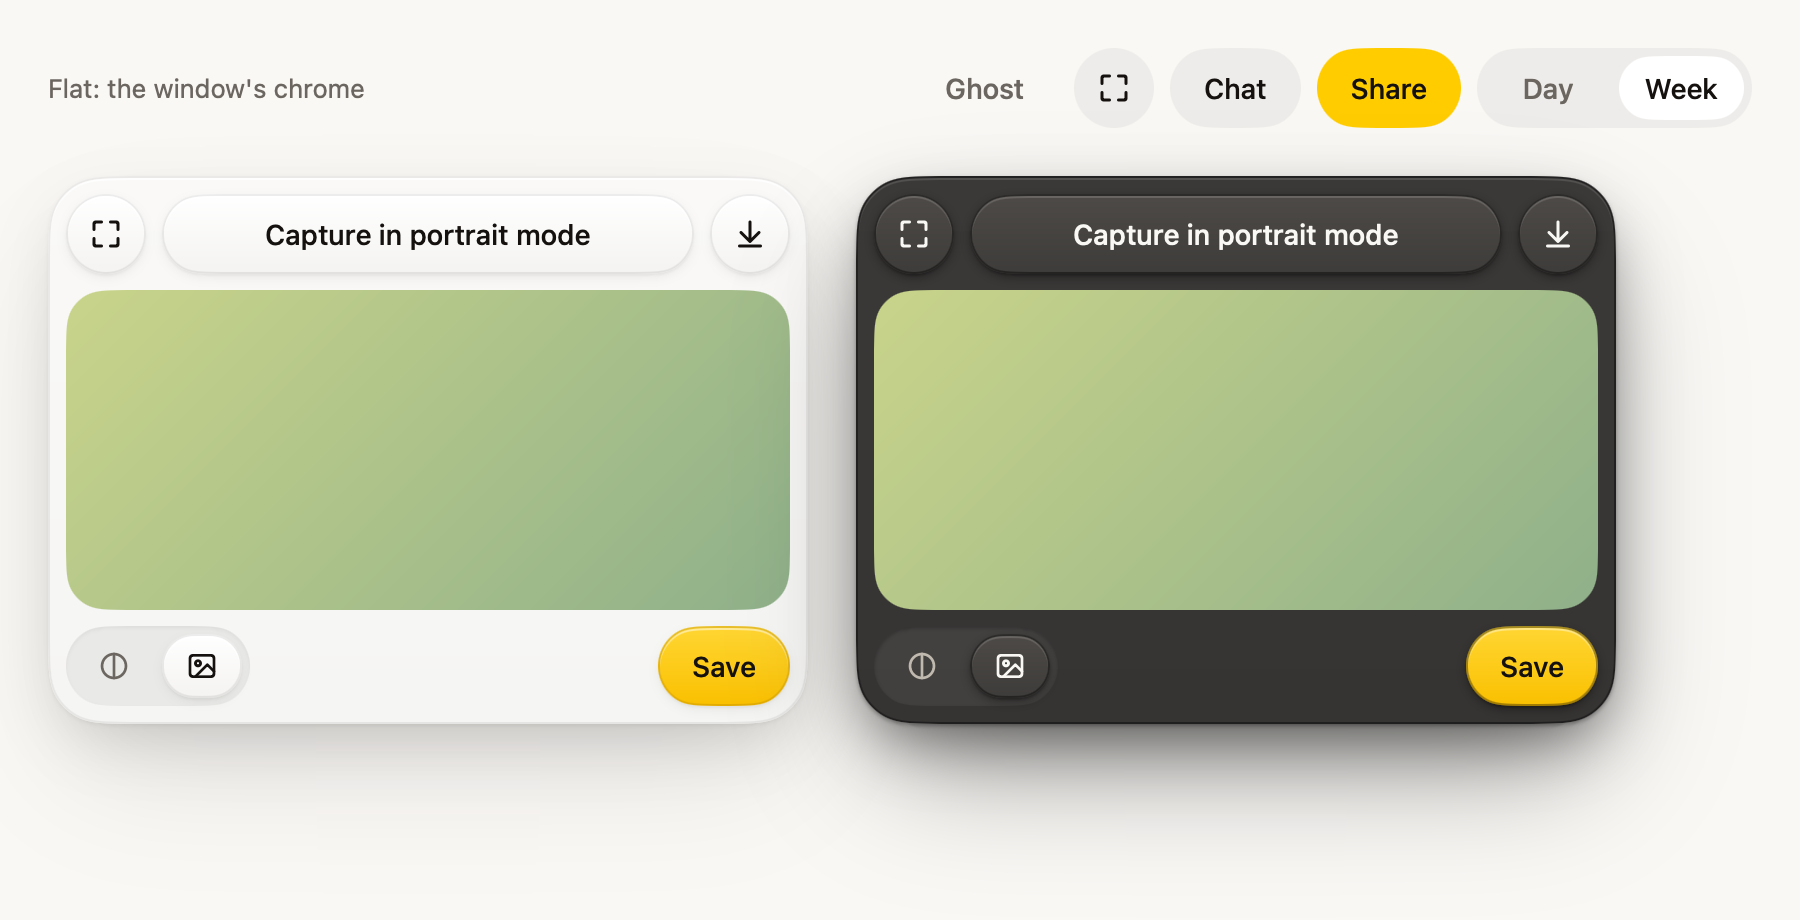 Flat: the window's chrome
Ghost
Chat
Share
Day
Week
Capture in portrait mode
Capture in portrait mode
Save
Save